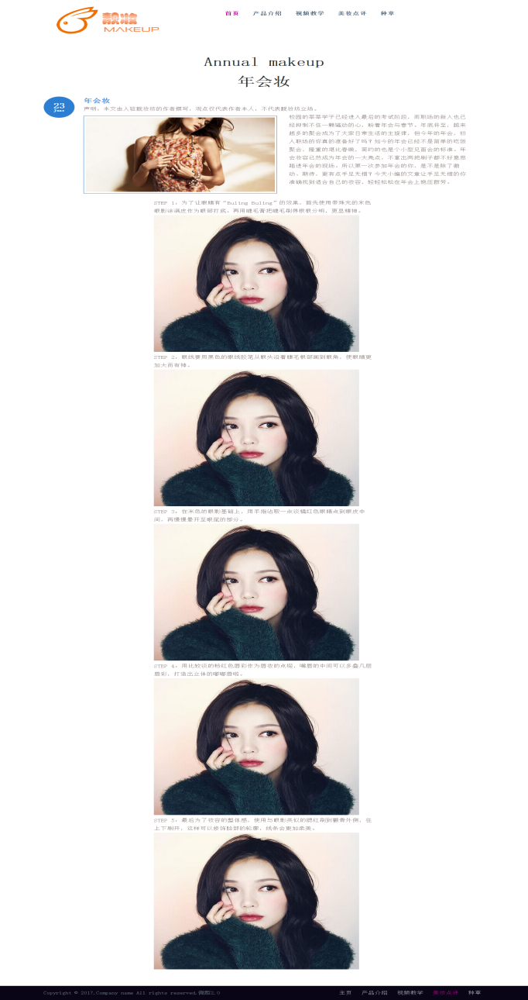 靓妆
MAKEUP
首页 产品介绍 视频教学 美妆点评 种草
Annual makeup
年会妆
23
June
年会妆
声明：本文由入驻靓妆坊的作者撰写，观点仅代表作者本人，不代表靓妆坊立场。
校园的莘莘学子已经进入最后的考试阶段，而职场的新人也已
经抑制不住一颗骚动的心，盼着年会与春节。年底将至，越来
越多的聚会成为了大家日常生活的主旋律，但今年的年会，初
入职场的你真的准备好了吗？如今的年会已经不是简单的吃饭
聚会，隆重的堪比春晚，简约的也是个小型见面会的标准。年
会妆容已然成为年会的一大亮点，不拿出两把刷子都不好意思
踏进年会的现场。所以第一次参加年会的你，是不是除了激
动、期待，更有点手足无措？今天小编的文章让手足无措的你
准确找到适合自己的妆容，轻轻松松在年会上艳压群芳。
STEP 1：为了让眼睛有“Buling Buling”的效果，首先使用带珠光的米色
眼影涂满皮作为眼部打底，再用睫毛膏把睫毛刷得根根分明，更显精神。
STEP 2：眼线要用黑色的眼线胶笔从眼头沿着睫毛根部画到眼角，使眼睛更
加大而有神。
STEP 3：在米色的眼影基础上，用手指沾取一点淡橘红色眼睛点到眼皮中
间，再慢慢晕开至眼尾的部分。
STEP 4：用比较淡的粉红色唇彩作为唇妆的点缀，嘴唇的中间可以多叠几层
唇彩，打造出立体的嘟嘟唇啦。
STEP 5：最后为了妆容的整体感，使用与眼影类似的腮红刷到颧骨外侧，往
上下刷开，这样可以修饰脸部的轮廓，线条会更加柔美。
Copyright © 2017.Company name All rights reserved.
主页 产品介绍 视频教学 美妆点评 种草